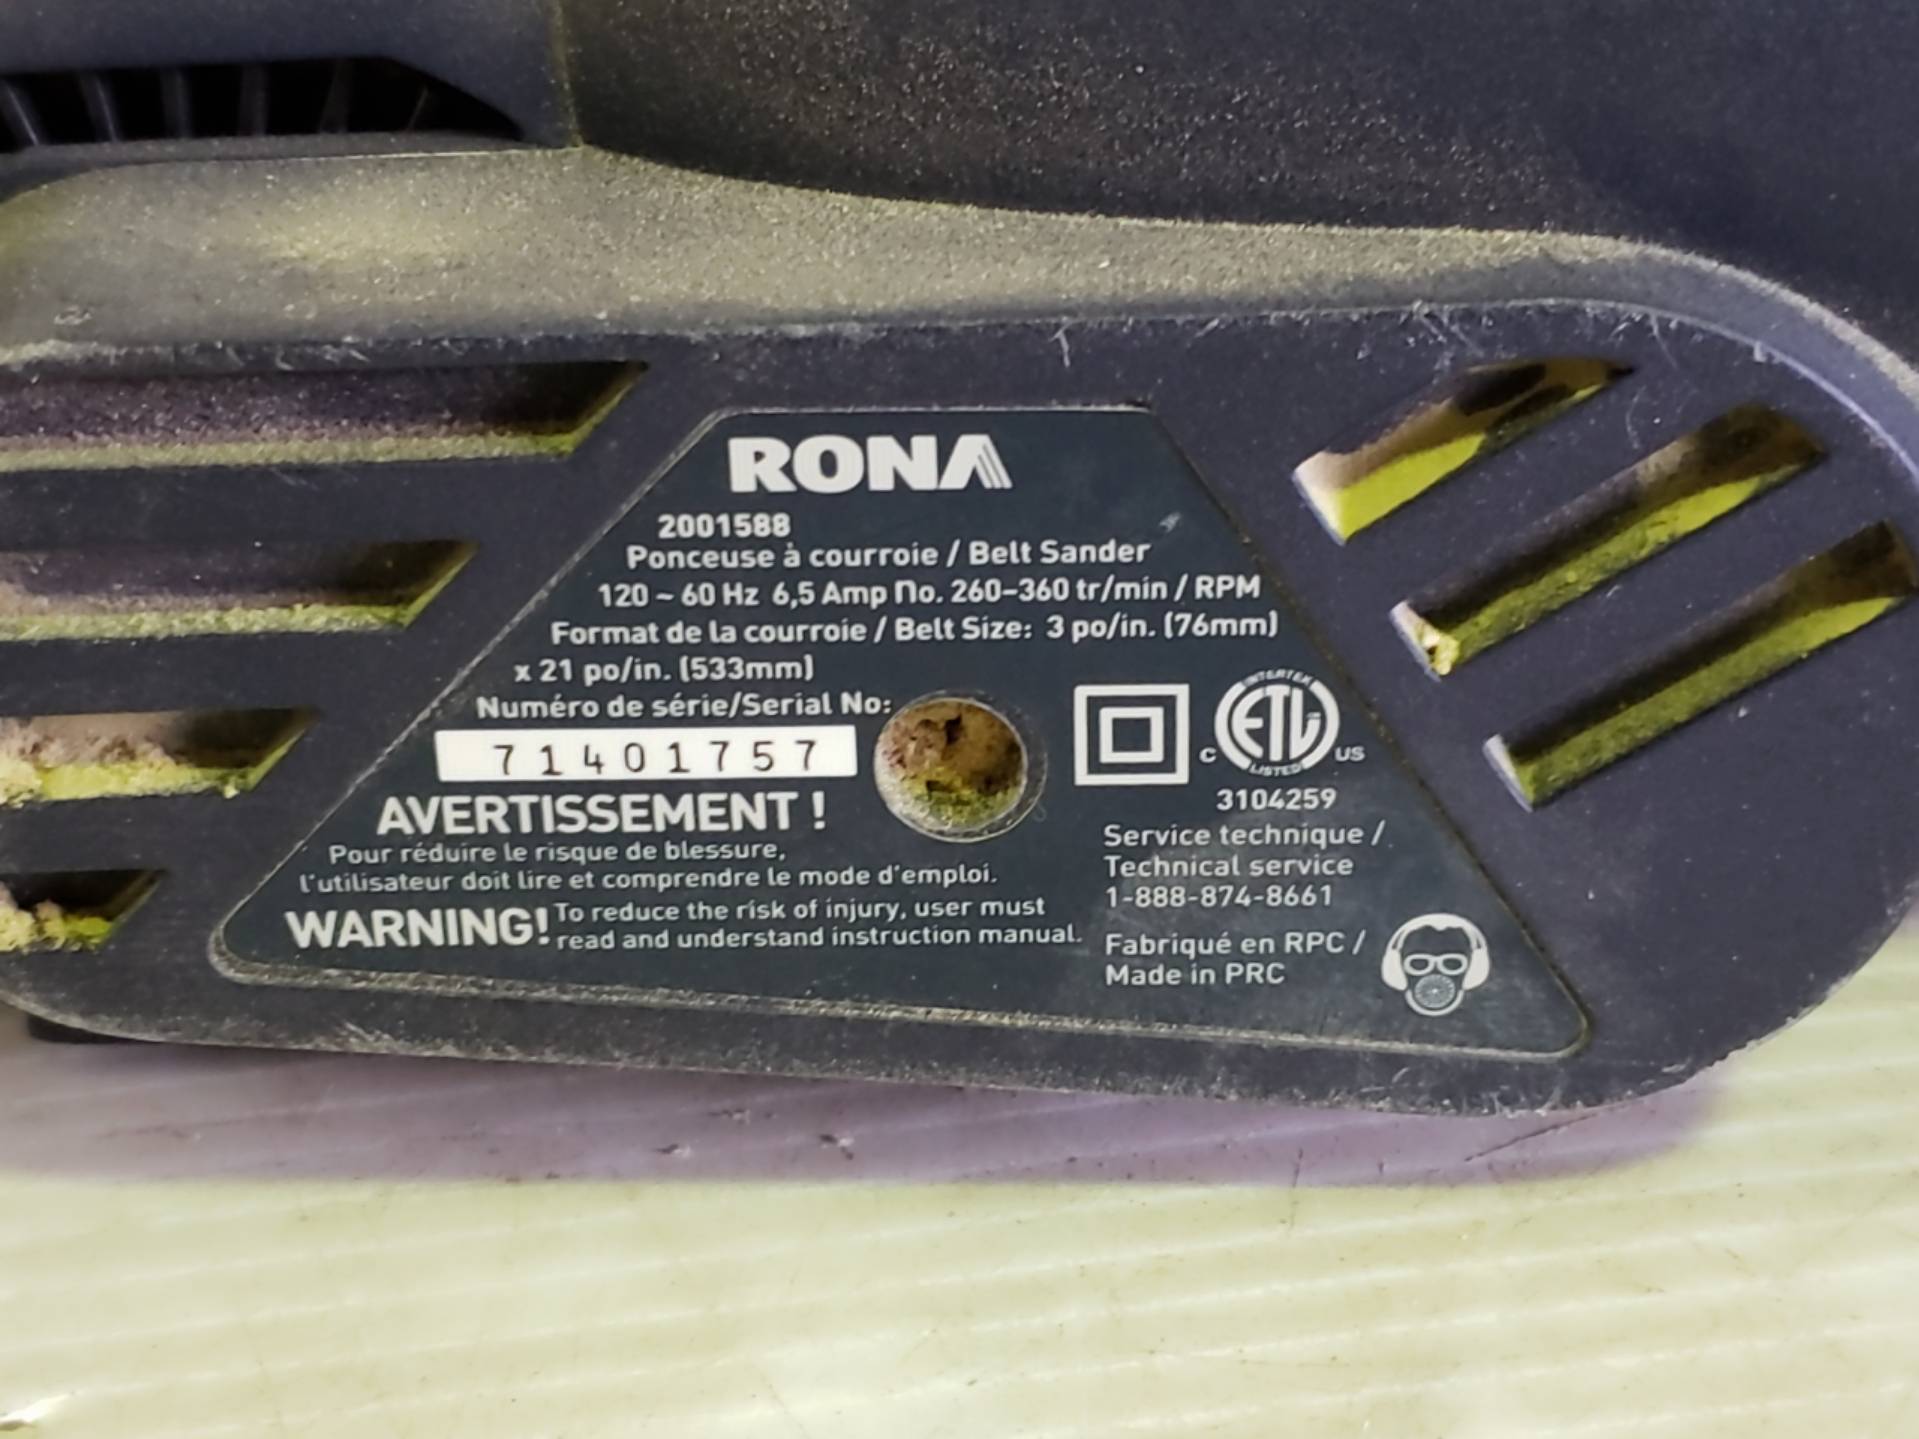 RONA
2001588
Ponceuse à courroie / Belt Sander
120 ~ 60 Hz 6,5 Amp No. 260-360 tr/min / RPM
Format de la courroie / Belt Size: 3 po/in. (76mm)
x 21 po/in. (533mm)
Numéro de série/Serial No:
71401757
AVERTISSEMENT !
Pour réduire le risque de blessure,
l'utilisateur doit lire et comprendre le mode d'emploi.
WARNING! To reduce the risk of injury, user must
read and understand instruction manual.
INTERTEK
C ETL US
LISTED
3104259
Service technique /
Technical service
1-888-874-8661
Fabriqué en RPC /
Made in PRC